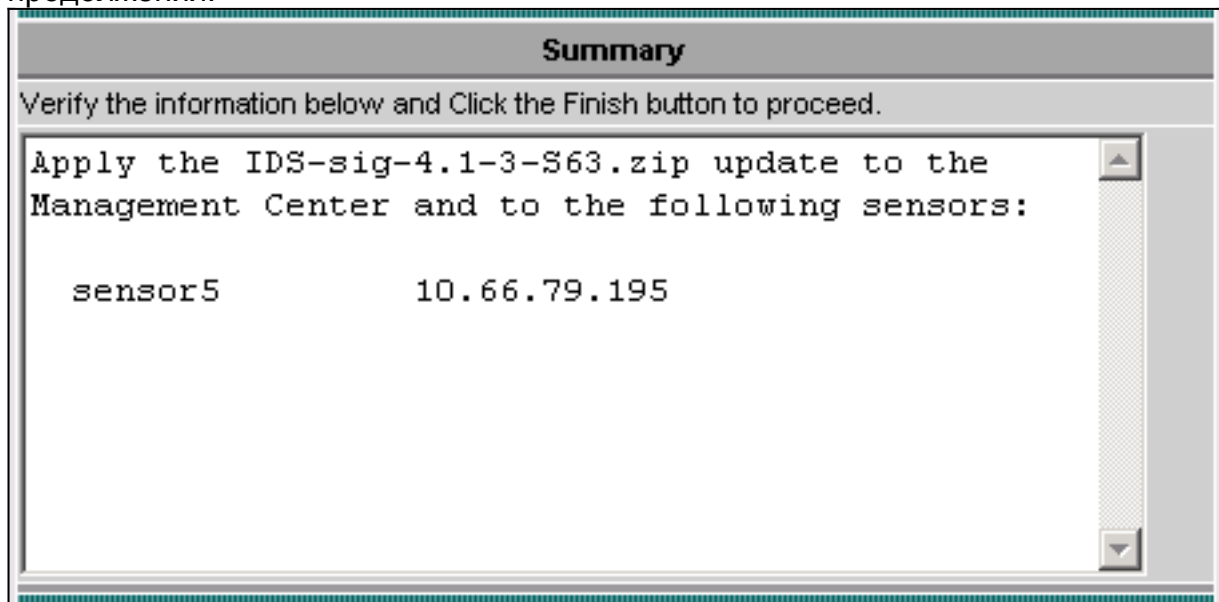 Summary
Verify the information below and Click the Finish button to proceed.
Apply the IDS-sig-4.1-3-S63.zip update to the
Management Center and to the following sensors:
sensor5 10.66.79.195